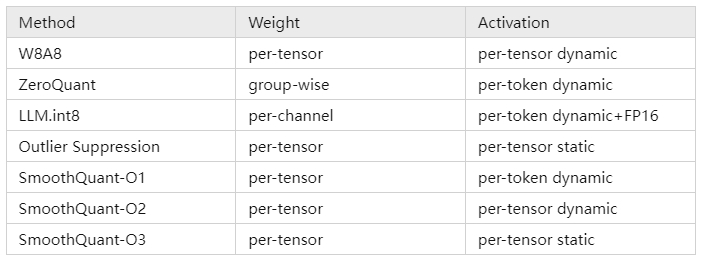 Method Weight Activation
W8A8 per-tensor per-tensor dynamic
ZeroQuant group-wise per-token dynamic
LLM.int8 per-channel per-token dynamic+FP16
Outlier Suppression per-tensor per-tensor static
SmoothQuant-O1 per-tensor per-token dynamic
SmoothQuant-O2 per-tensor per-tensor dynamic
SmoothQuant-O3 per-tensor per-tensor static